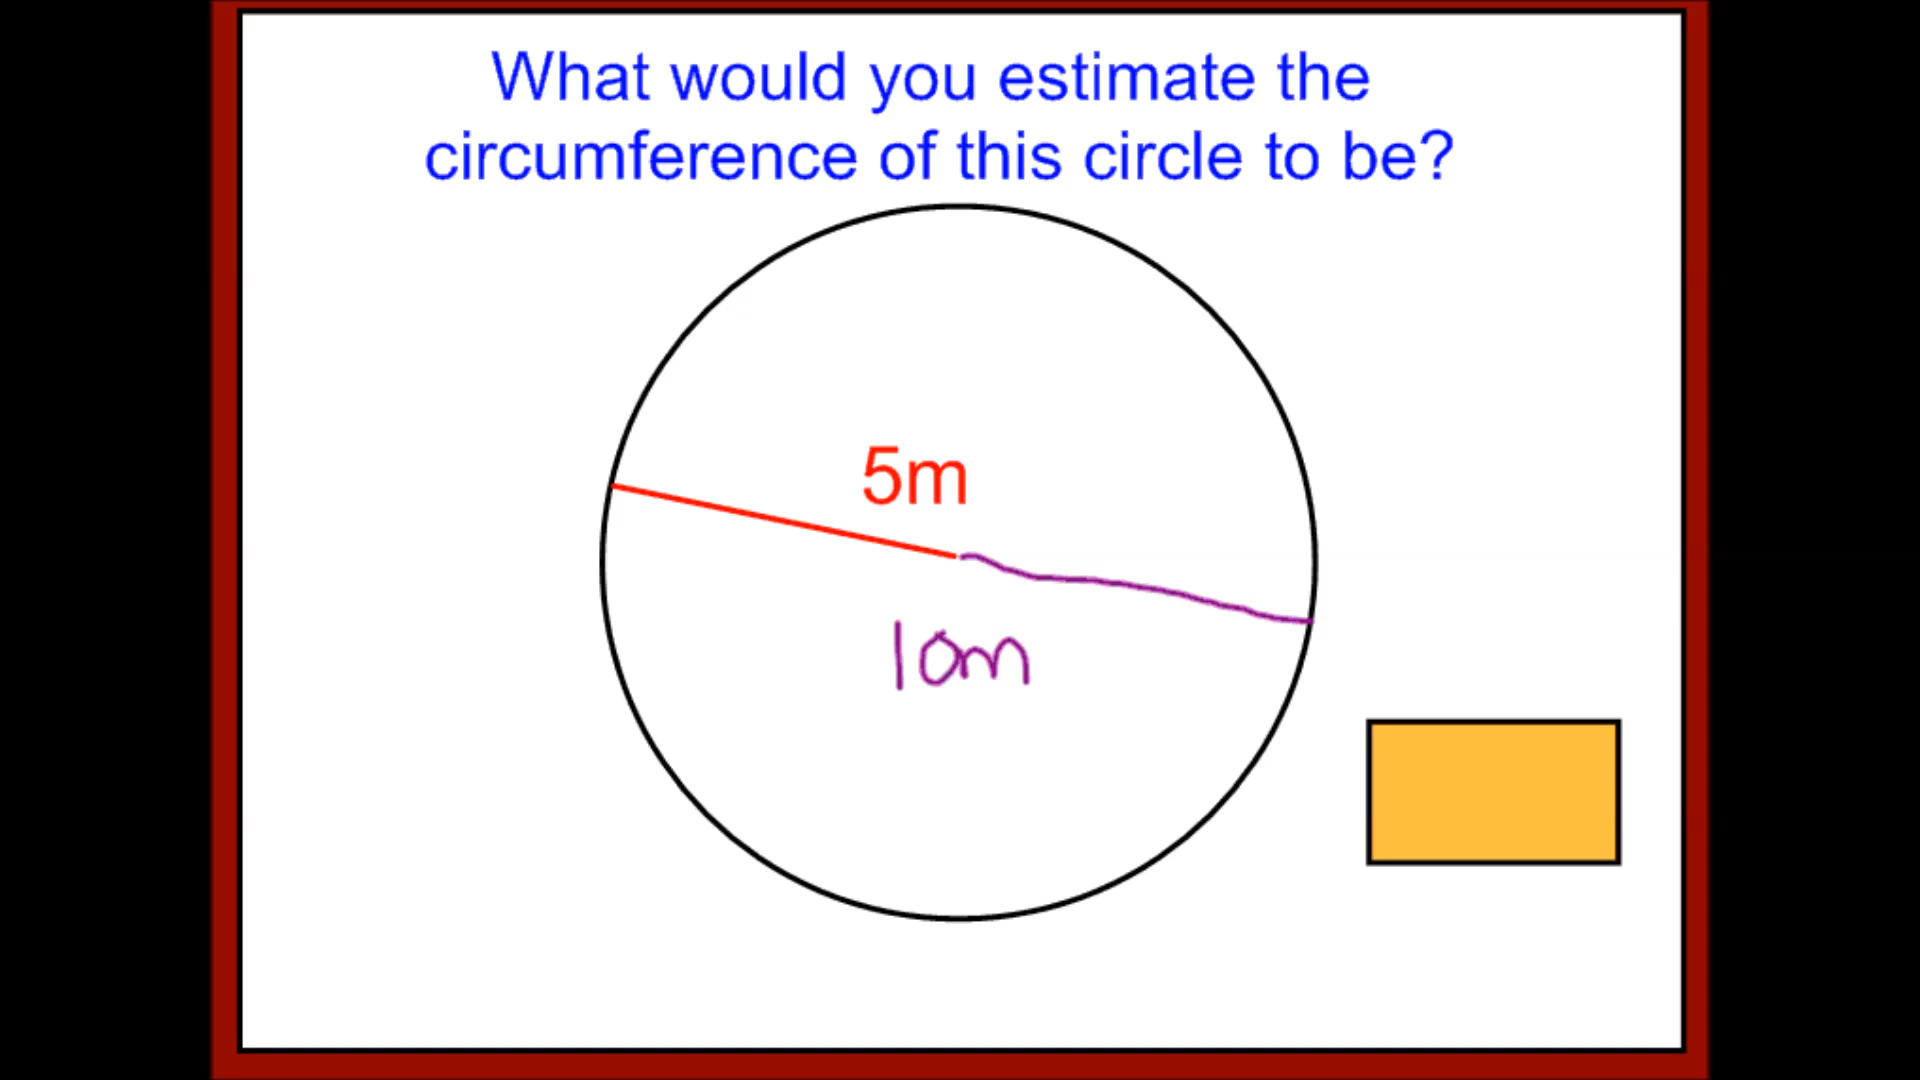 What would you estimate the
circumference of this circle to be?
5m
10m